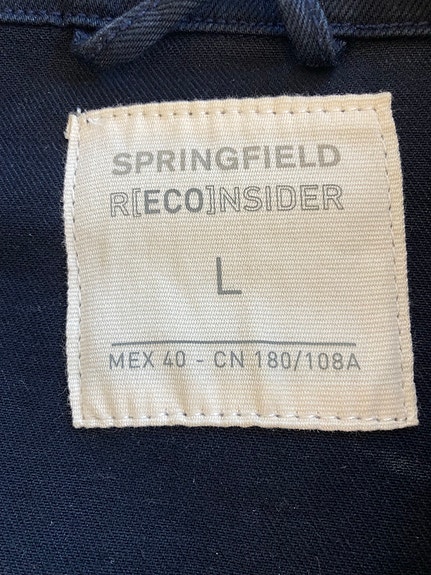 SPRINGFIELD
R[ECO]NSIDER
L
MEX 40 - CN 180/108A